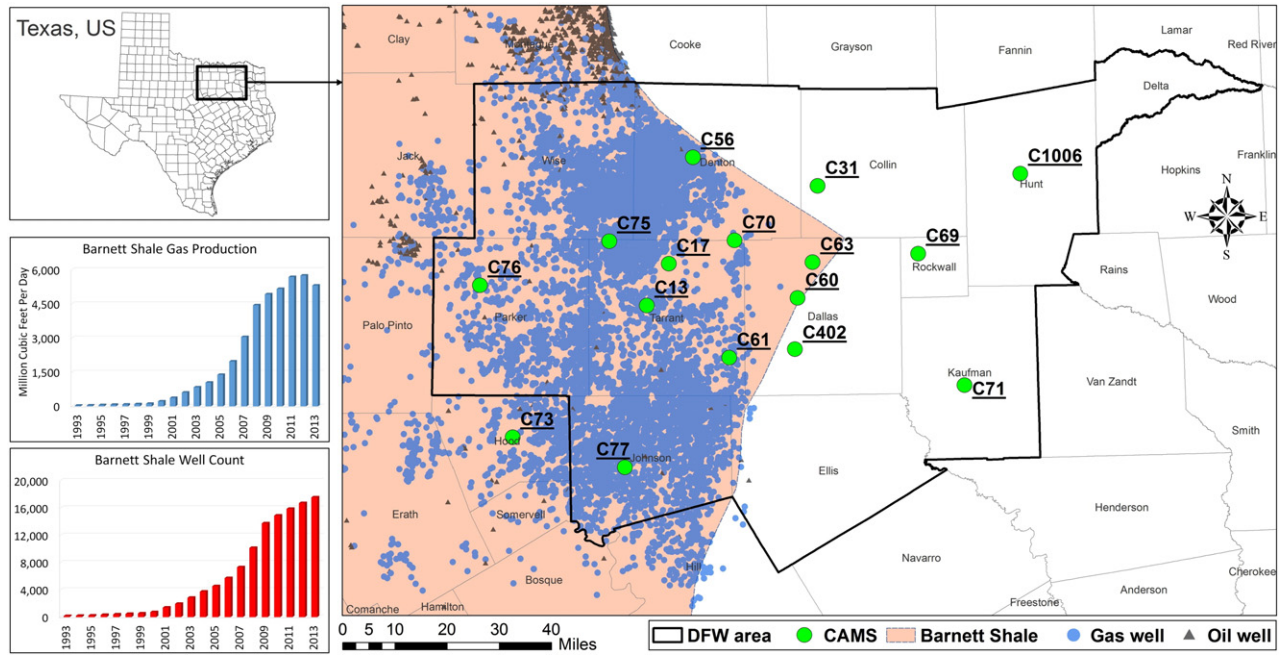 Texas, US
Barnett Shale Gas Production
Million Cubic Feet Per Day
6,000
4,500
3,000
1,500
0
1993
1995
1997
1999
2001
2003
2005
2007
2009
2011
2013
Barnett Shale Well Count
20,000
16,000
12,000
8,000
4,000
0
1993
1995
1997
1999
2001
2003
2005
2007
2009
2011
2013
Clay
Montague
Cooke
Grayson
Fannin
Lamar
Red River
Delta
Franklin
Hopkins
Jack
Wise
C56
Denton
C31
Collin
C1006
Hunt
N
W E
S
C75
C70
C17
C63
C69
Rockwall
Rains
Wood
C76
Parker
C13
Tarrant
C60
Dallas
Palo Pinto
C61
C402
Kaufman
C71
Van Zandt
Smith
C73
Hood
C77
Johnson
Ellis
Henderson
Erath
Somervell
Navarro
Hill
Bosque
Anderson
Cherokee
Freestone
Comanche
Hamilton
0 10 20 30 40
Miles
DFW area
CAMS
Barnett Shale
Gas well
Oil well